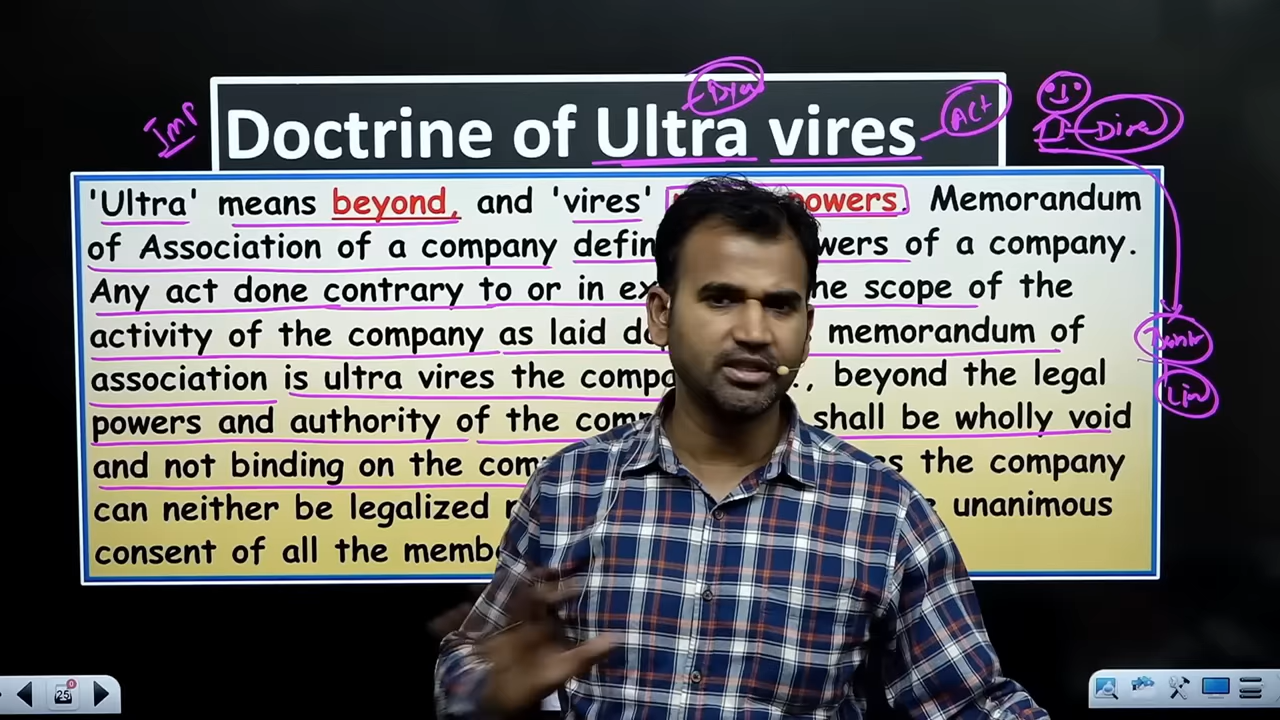 Imp
Doctrine of Ultra vires
Act
'Ultra' means beyond, and 'vires' powers. Memorandum
of Association of a company defin wers of a company.
Any act done contrary to or in ex he scope of the
activity of the company as laid do memorandum of
association is ultra vires the compa ., beyond the legal
powers and authority of the com shall be wholly void
and not binding on the com s the company
can neither be legalized unanimous
consent of all the memb
25